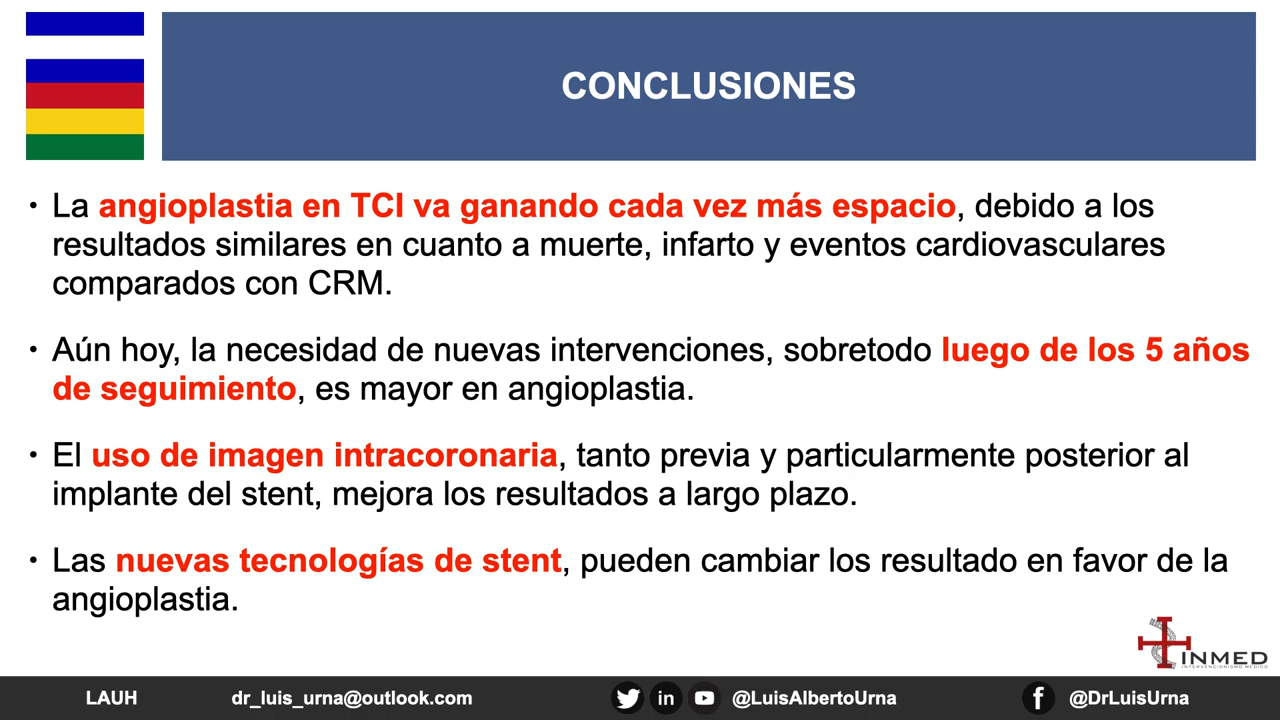 CONCLUSIONES
• La angioplastia en TCI va ganando cada vez más espacio, debido a los
resultados similares en cuanto a muerte, infarto y eventos cardiovasculares
comparados con CRM.
• Aún hoy, la necesidad de nuevas intervenciones, sobretodo luego de los 5 años
de seguimiento, es mayor en angioplastia.
• El uso de imagen intracoronaria, tanto previa y particularmente posterior al
implante del stent, mejora los resultados a largo plazo.
• Las nuevas tecnologías de stent, pueden cambiar los resultado en favor de la
angioplastia.
INMED
INTERVENCIONISMO MÉDICO
LAUH dr_luis_urna@outlook.com @LuisAlbertoUrna @DrLuisUrna